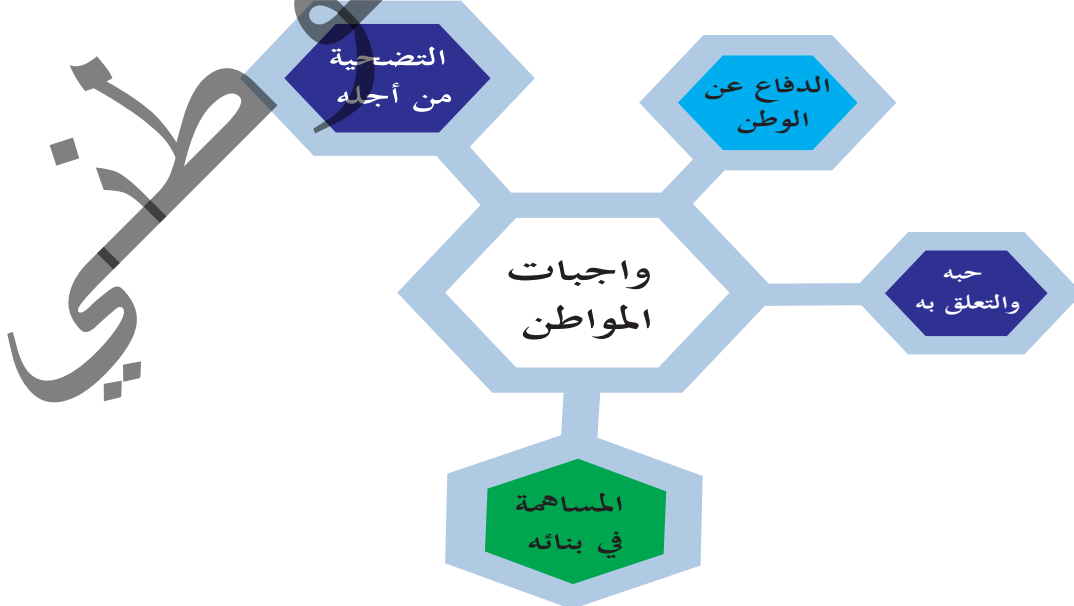 التضحية
من أجله
الدفاع عن
الوطن
واجبات
المواطن
حبه
والتعلق به
المساهمة
في بنائه